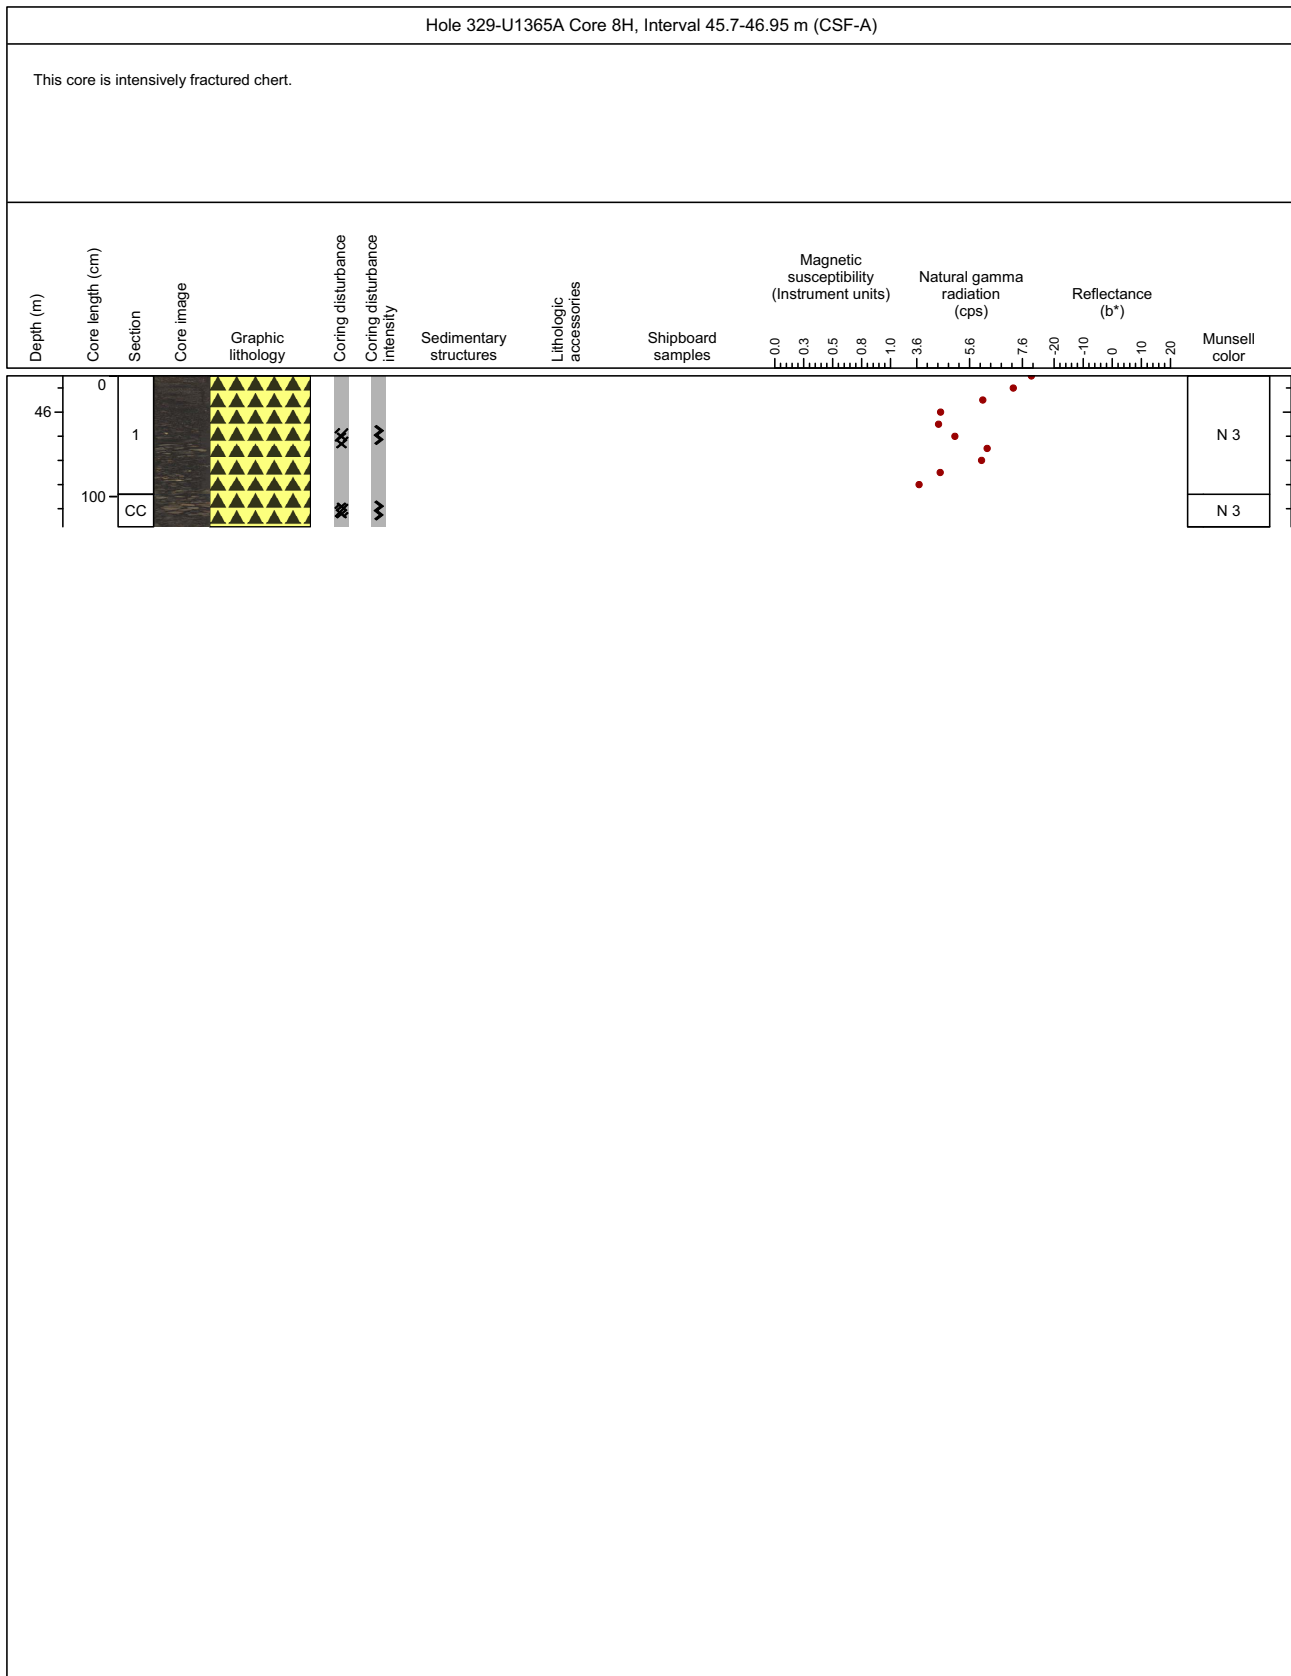 Hole 329-U1365A Core 8H, Interval 45.7-46.95 m (CSF-A)
This core is intensively fractured chert.
Depth (m)
Core length (cm)
Section
Core image
Graphic
lithology
Coring disturbance
Coring disturbance
intensity
Sedimentary
structures
Lithologic
accessories
Shipboard
samples
Magnetic
susceptibility
(Instrument units)
0.0 0.3 0.5 0.8 1.0
Natural gamma
radiation
(cps)
3.6 5.6 7.6
Reflectance
(b*)
-20 -10 0 10 20
Munsell
color
0
46
1
N 3
100
CC
N 3